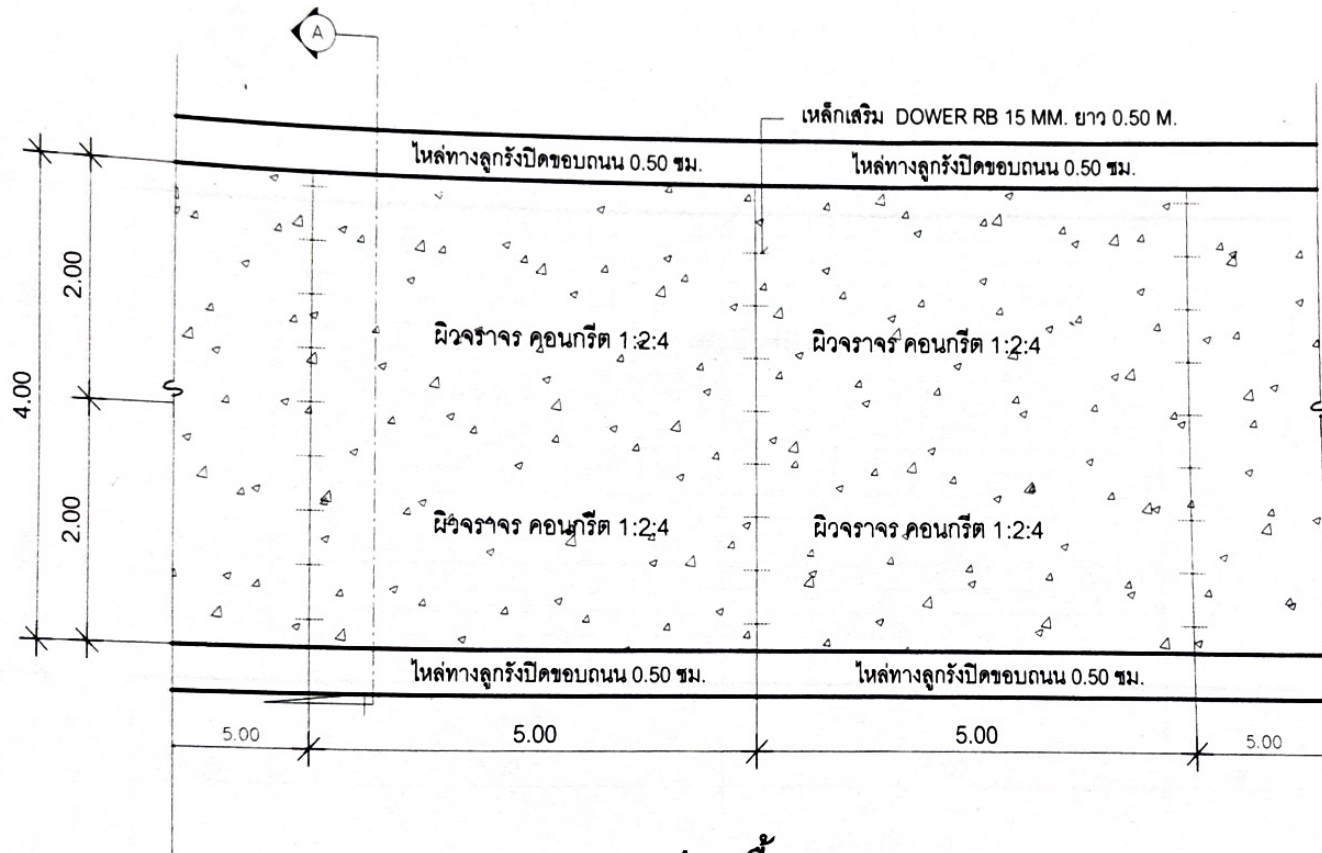 A
เหล็กเสริม DOWER RB 15 MM. ยาว 0.50 M.
ไหล่ทางลูกรังปิดขอบถนน 0.50 ซม.
ไหล่ทางลูกรังปิดขอบถนน 0.50 ซม.
2.00
4.00
ผิวจราจร คอนกรีต 1:2:4
ผิวจราจร คอนกรีต 1:2:4
2.00
ผิวจราจร คอนกรีต 1:2:4
ผิวจราจร คอนกรีต 1:2:4
ไหล่ทางลูกรังปิดขอบถนน 0.50 ซม.
ไหล่ทางลูกรังปิดขอบถนน 0.50 ซม.
5.00
5.00
5.00
5.00